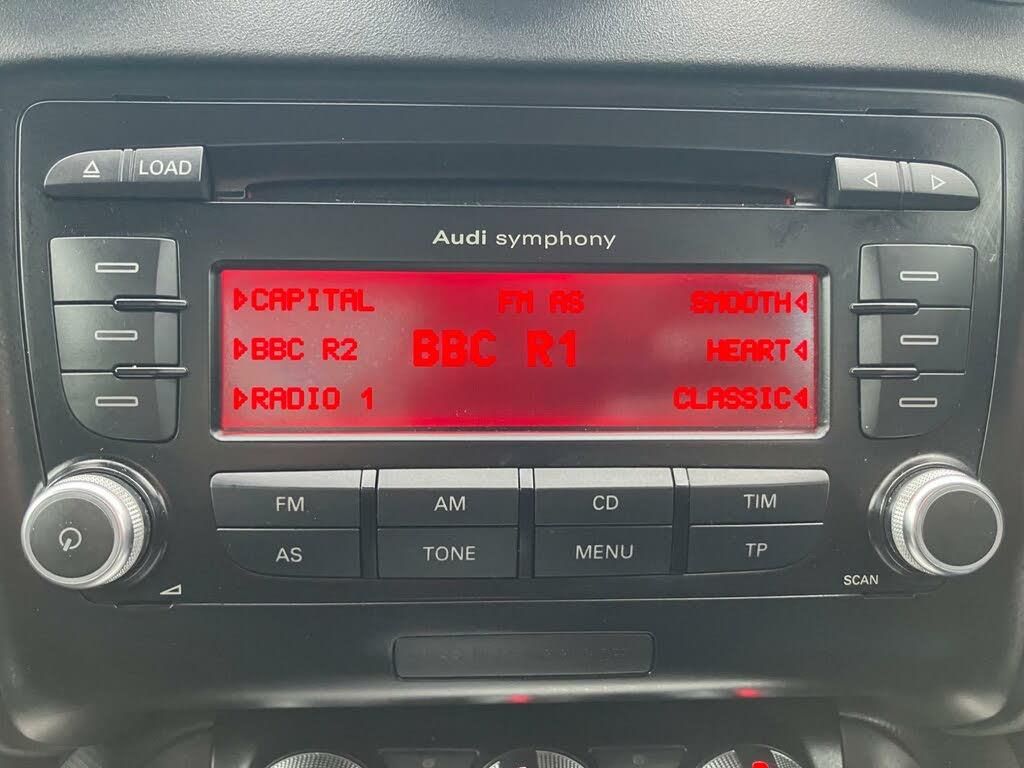 LOAD
Audi symphony
CAPITAL FM AS SMOOTH
BBC R2 BBC R1 HEART
RADIO 1 CLASSIC
FM AM CD TIM
AS TONE MENU TP
SCAN